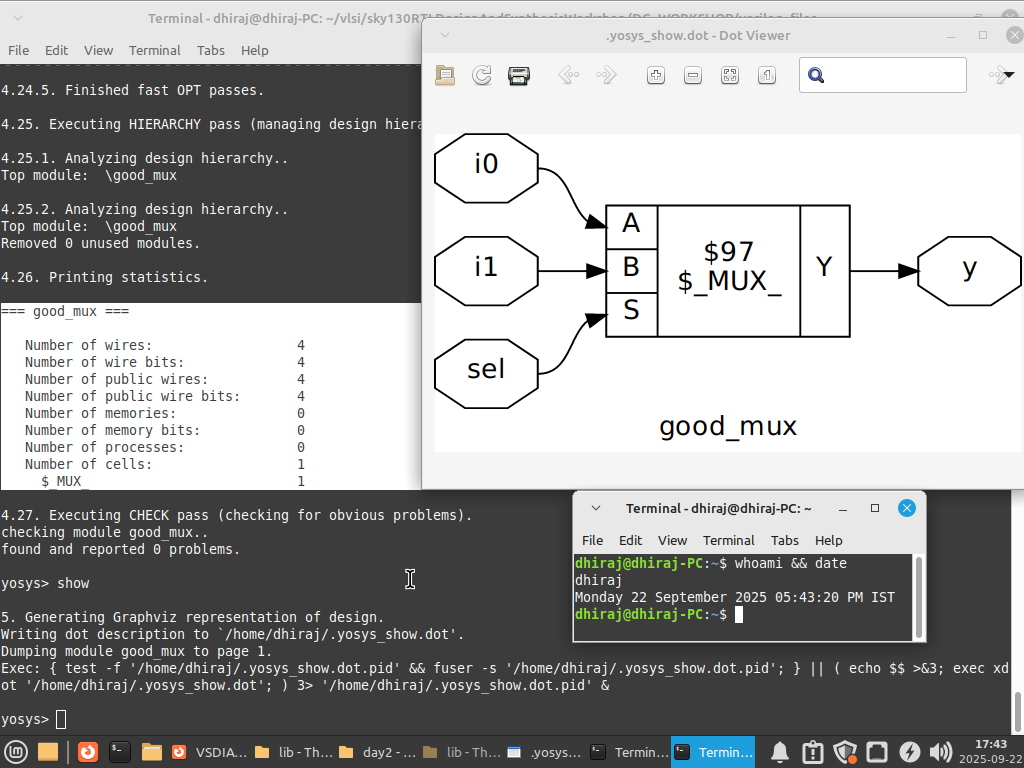 Terminal - dhiraj@dhiraj-PC: ~/vlsi/sky130RTLDesignAndSynthesisWorkshop/DC_WORKSHOP/verilog_files
File Edit View Terminal Tabs Help
4.24.5. Finished fast OPT passes.
4.25. Executing HIERARCHY pass (managing design hiera
4.25.1. Analyzing design hierarchy..
Top module:  \good_mux
4.25.2. Analyzing design hierarchy..
Top module:  \good_mux
Removed 0 unused modules.
4.26. Printing statistics.
=== good_mux ===
Number of wires: 4
Number of wire bits: 4
Number of public wires: 4
Number of public wire bits: 4
Number of memories: 0
Number of memory bits: 0
Number of processes: 0
Number of cells: 1
$_MUX_ 1
4.27. Executing CHECK pass (checking for obvious problems).
checking module good_mux..
found and reported 0 problems.
yosys> show
5. Generating Graphviz representation of design.
Writing dot description to `/home/dhiraj/.yosys_show.dot'.
Dumping module good_mux to page 1.
Exec: { test -f '/home/dhiraj/.yosys_show.dot.pid' && fuser -s '/home/dhiraj/.yosys_show.dot.pid'; } || ( echo $$ >&3; exec xd
ot '/home/dhiraj/.yosys_show.dot'; ) 3> '/home/dhiraj/.yosys_show.dot.pid' &
yosys>
.yosys_show.dot - Dot Viewer
i0
i1
sel
A
B
S
$97
$_MUX_
Y
y
good_mux
Terminal - dhiraj@dhiraj-PC: ~
File Edit View Terminal Tabs Help
dhiraj@dhiraj-PC:~$ whoami && date
dhiraj
Monday 22 September 2025 05:43:20 PM IST
dhiraj@dhiraj-PC:~$
VSDIA... lib - Th... day2 - ... lib - Th... .yosys... Termin... Termin...
17:43
2025-09-22